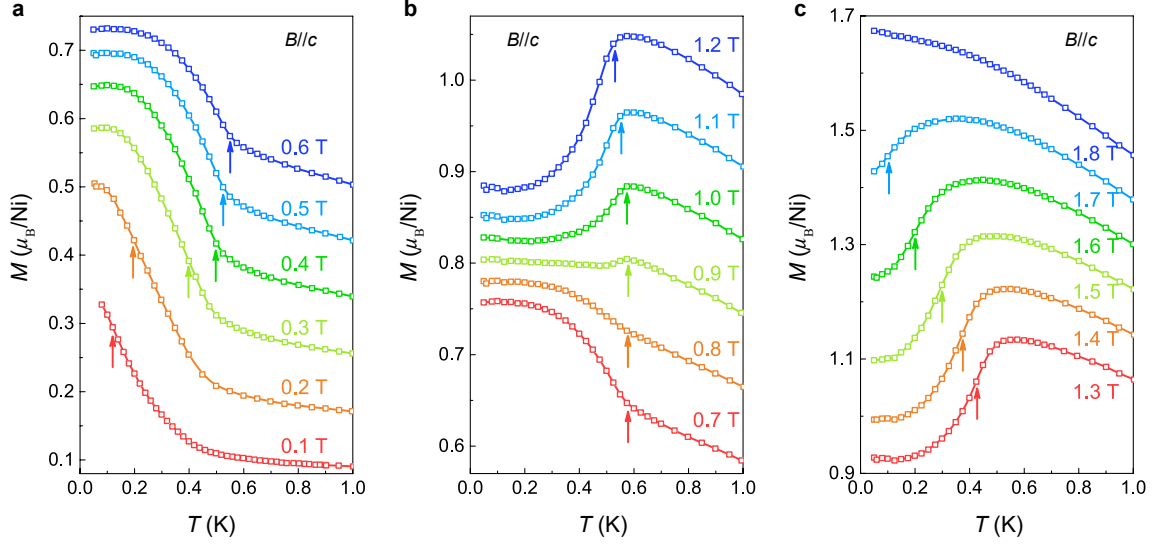 a
B//c
0.6 T
0.5 T
0.4 T
0.3 T
0.2 T
0.1 T
0.7
0.6
0.5
0.4
0.3
0.2
0.1
M (μB/Ni)
0.0 0.2 0.4 0.6 0.8 1.0
T (K)
b
B//c
1.2 T
1.1 T
1.0 T
0.9 T
0.8 T
0.7 T
1.0
0.9
0.8
0.7
0.6
M (μB/Ni)
0.0 0.2 0.4 0.6 0.8 1.0
T (K)
c
B//c
1.8 T
1.7 T
1.6 T
1.5 T
1.4 T
1.3 T
1.7
1.5
1.3
1.1
0.9
M (μB/Ni)
0.0 0.2 0.4 0.6 0.8 1.0
T (K)